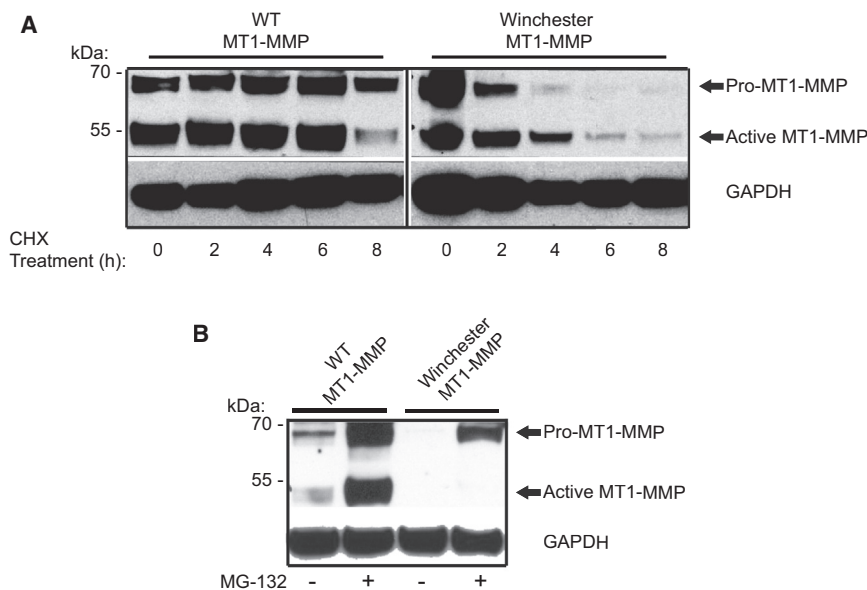 A
WT
MT1-MMP
Winchester
MT1-MMP
kDa:
70 -
Pro-MT1-MMP
55 -
Active MT1-MMP
GAPDH
CHX
Treatment (h):
0 2 4 6 8 0 2 4 6 8
B
WT
MT1-MMP
Winchester
MT1-MMP
kDa:
70 -
Pro-MT1-MMP
55 -
Active MT1-MMP
GAPDH
MG-132 - + - +